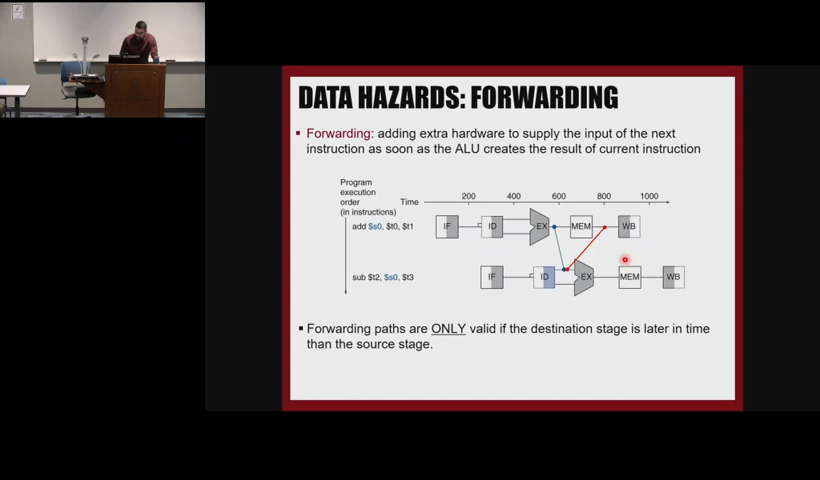 DATA HAZARDS: FORWARDING
▪ Forwarding: adding extra hardware to supply the input of the next
instruction as soon as the ALU creates the result of current instruction
Program
execution
order
(in instructions)
Time
200 400 600 800 1000
add $s0, $t0, $t1
IF ID EX MEM WB
sub $t2, $s0, $t3
IF ID EX MEM WB
▪ Forwarding paths are ONLY valid if the destination stage is later in time
than the source stage.